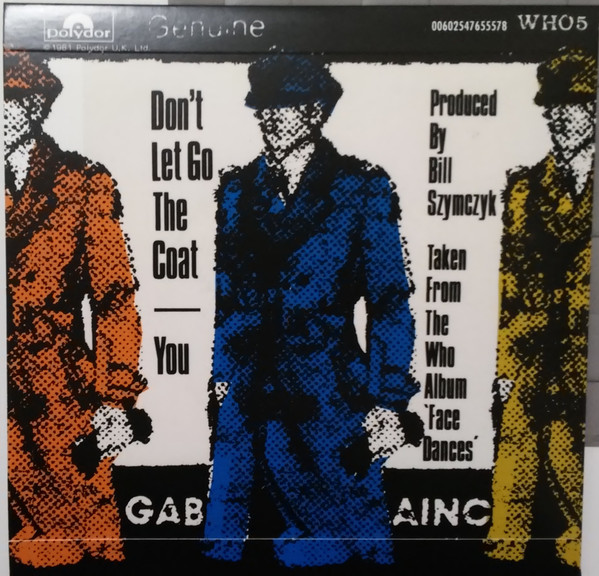 polydor
Genuine
00602547655578 WHO5
℗1981 Polydor U.K. Ltd.
Don't
Let Go
The
Coat
You
Produced
By
Bill
Szymczyk
Taken
From
The
Who
Album
'Face
Dances'
GAB
AINC